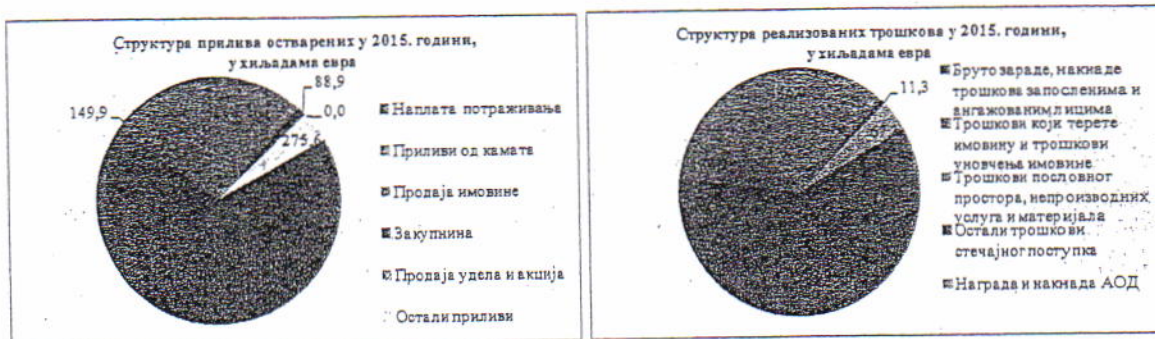 Структура прилива остварених у 2015. години,
у хиљадама евра
88,9
149,9
0,0
275,6
Наплата потраживања
Приливи од камата
Продаја имовине
Закупнина
Продаја удела и акција
Остали приливи
Структура реализованих трошкова у 2015. години,
у хиљадама евра
11,3
Бруто зараде, накнаде
трошкова запосленима и
ангажованим лицима
Трошкови који терете
имовину и трошкови
уновчења имовине
Трошкови пословног
простора, непроизводних
услуга и материјала
Остали трошкови
стечајног поступка
Награда и накнада АОД